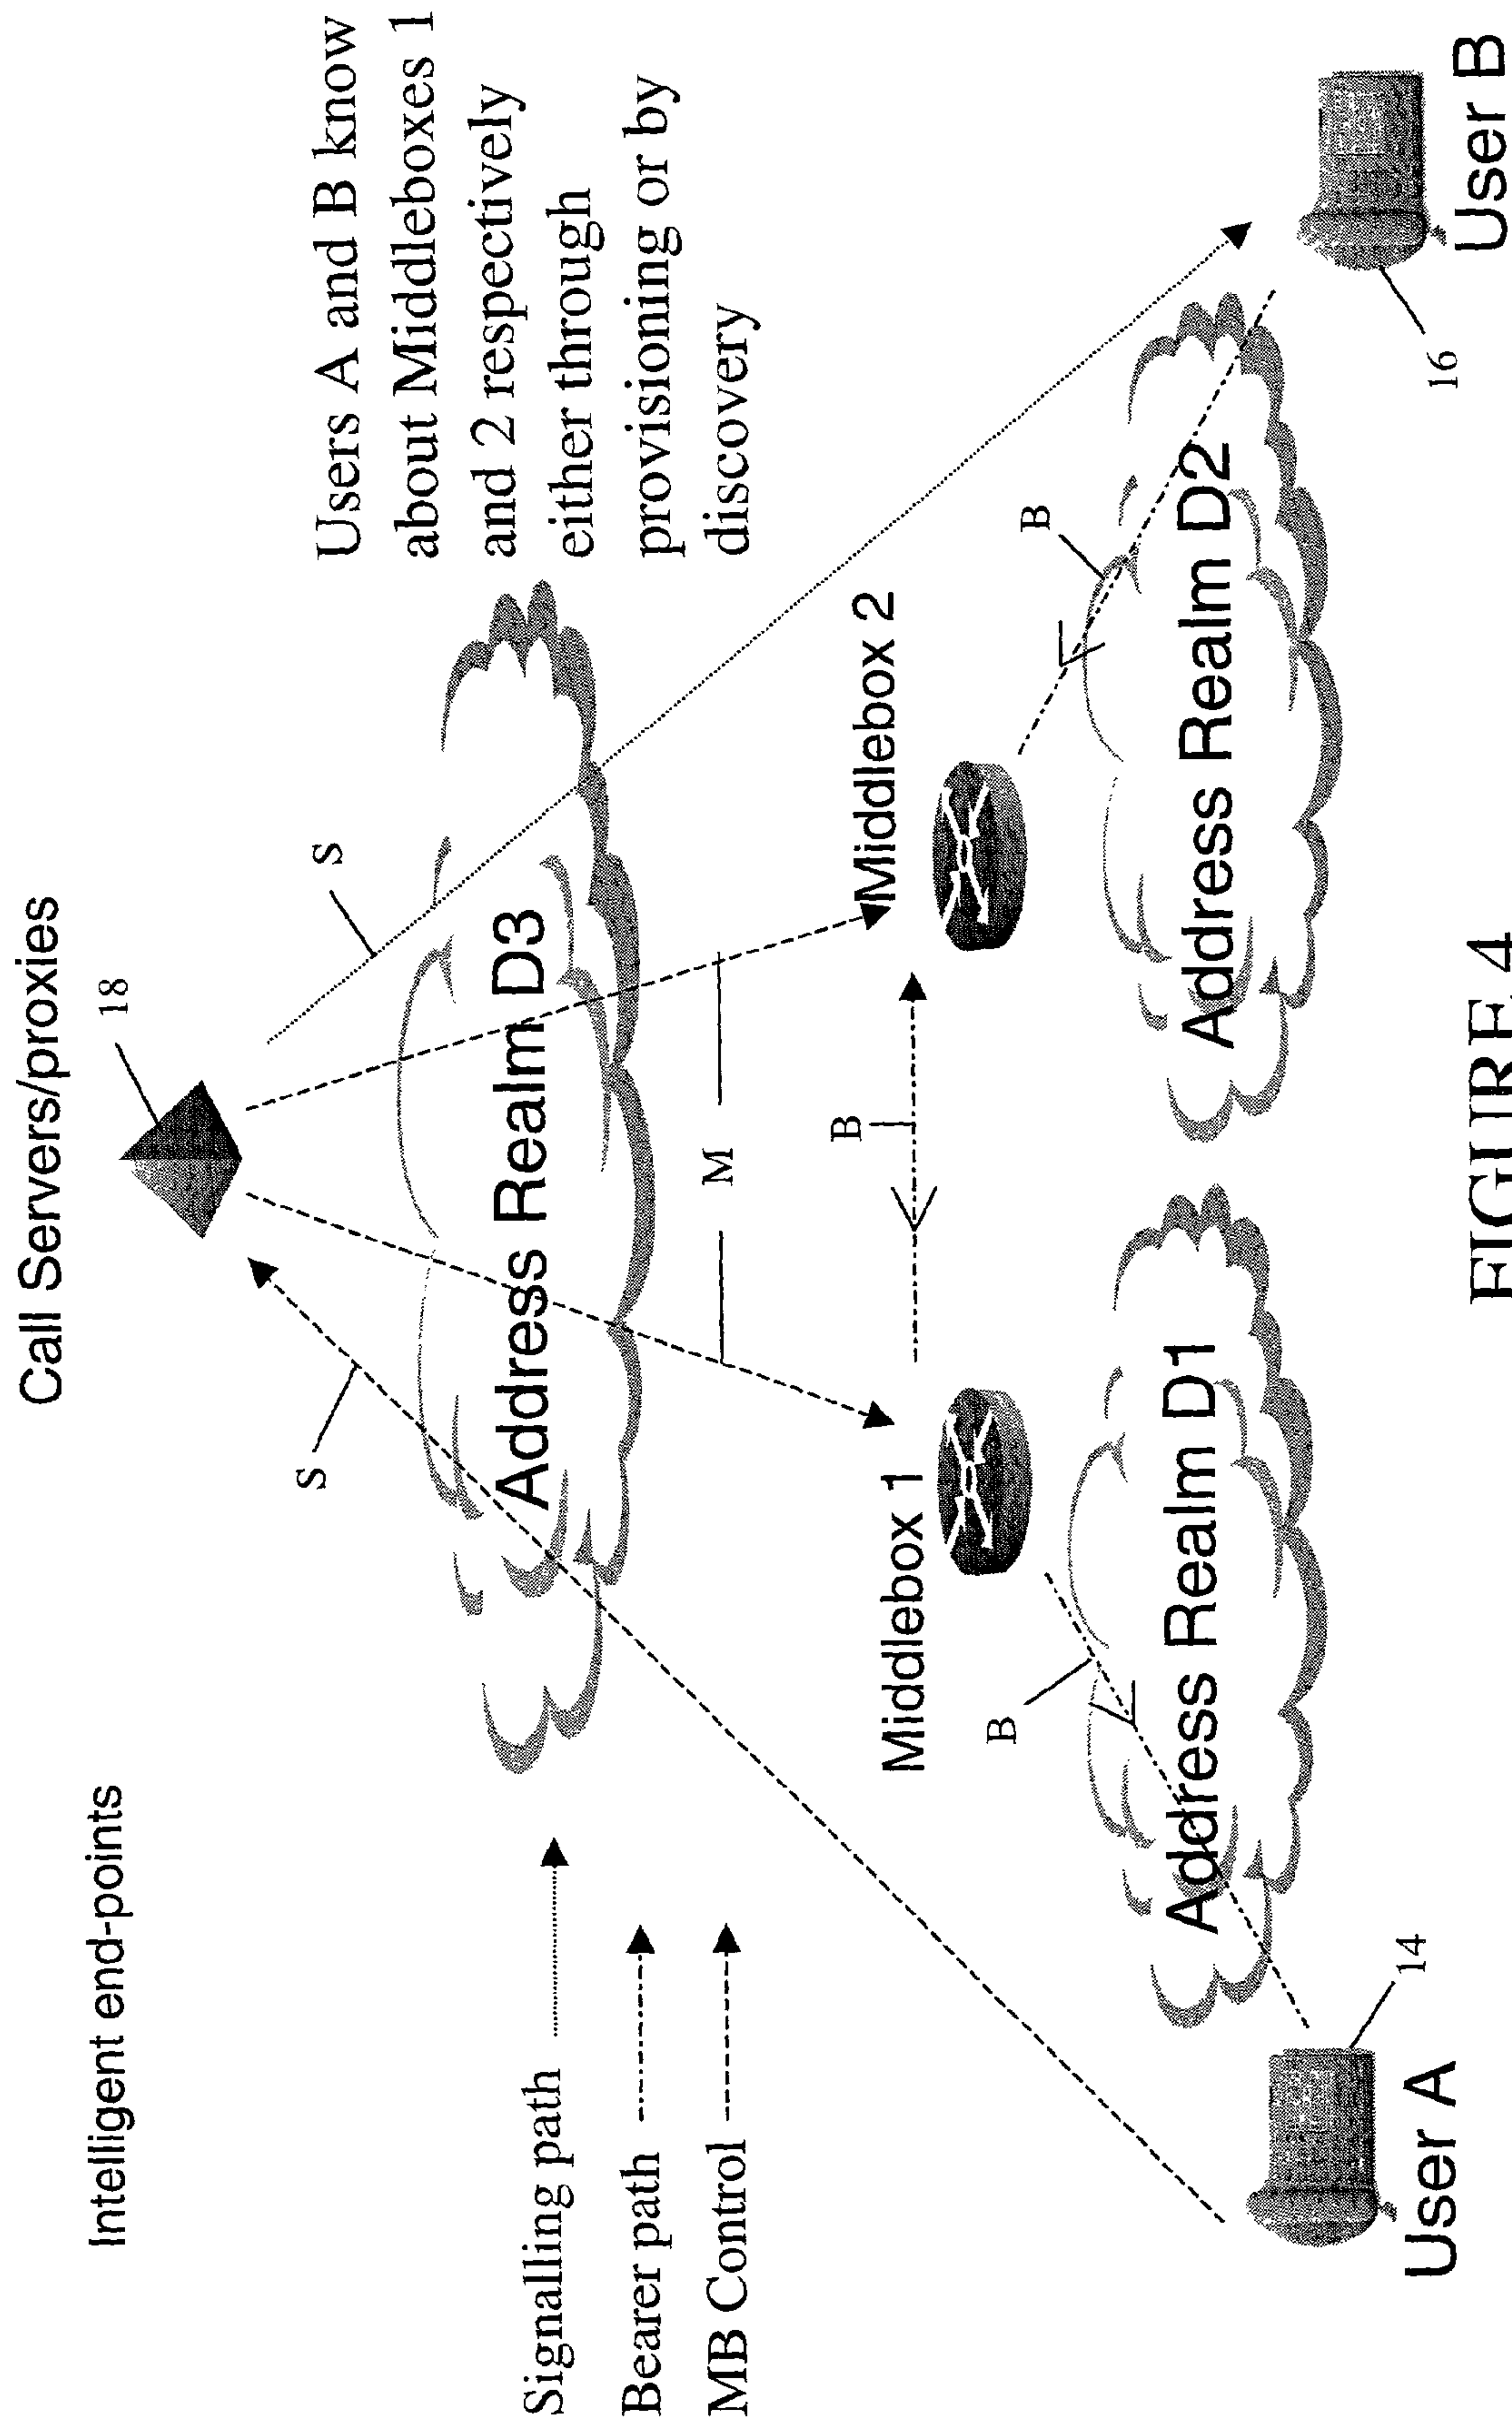 Intelligent end-points
Call Servers/proxies
18
S
S
Users A and B know
about Middleboxes 1
and 2 respectively
either through
provisioning or by
discovery
Signalling path
Bearer path
MB Control
Address Realm D3
M
Middlebox 1
Middlebox 2
B
B
B
Address Realm D1
Address Realm D2
14
16
User A
User B
FIGURE 4